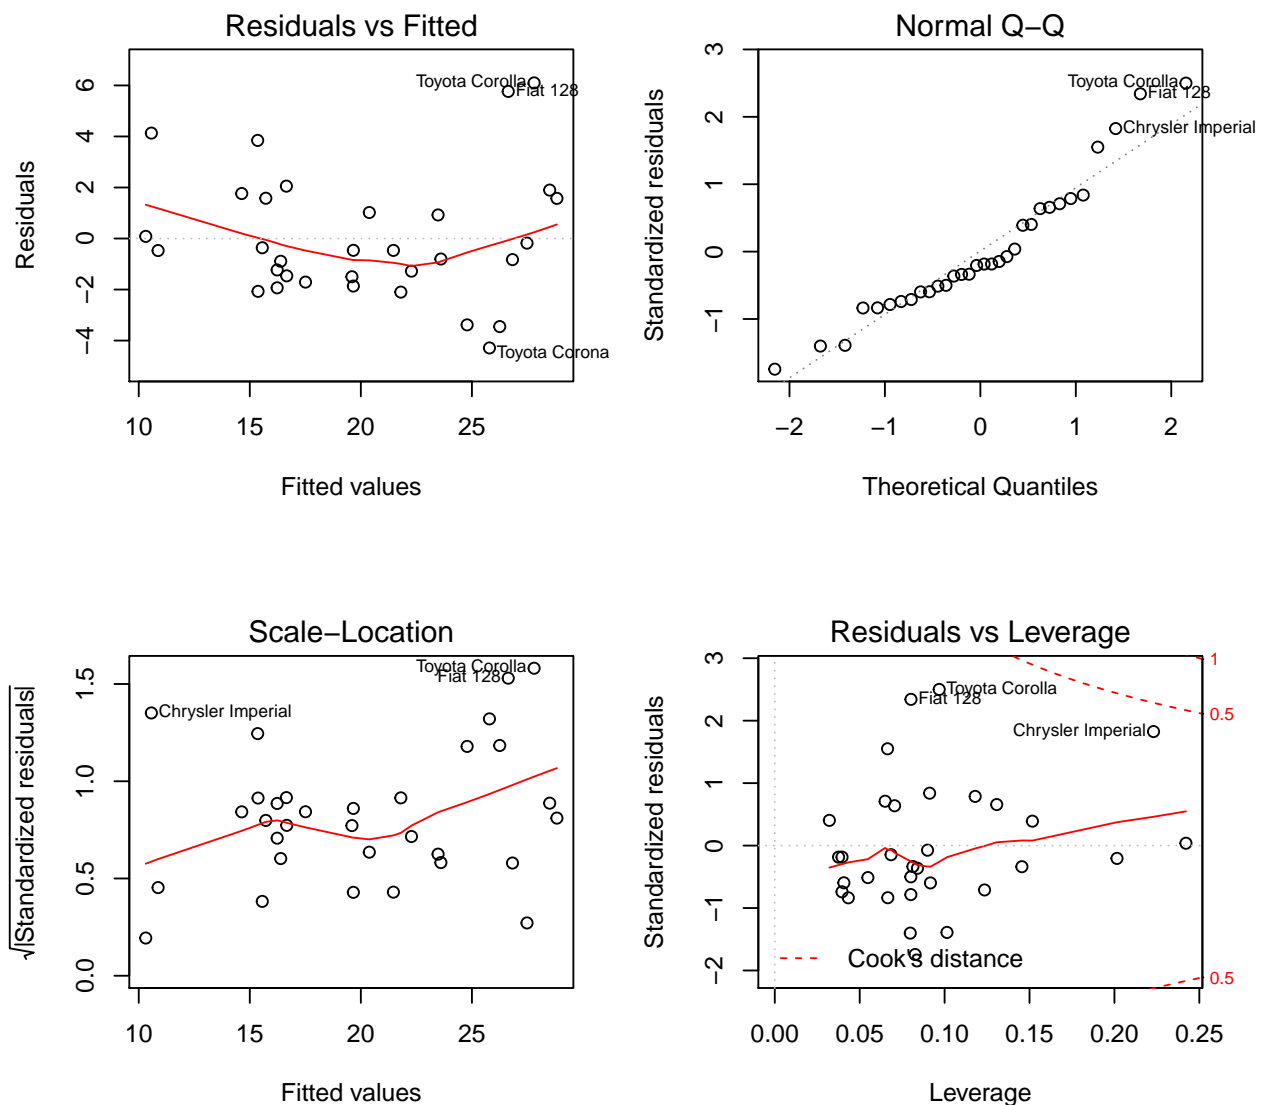 Residuals vs Fitted
Residuals
6
4
2
0
−2
−4
Toyota Corolla
Fiat 128
Toyota Corona
10 15 20 25
Fitted values
Normal Q−Q
Standardized residuals
3
2
1
0
−1
Toyota Corolla
Fiat 128
Chrysler Imperial
−2 −1 0 1 2
Theoretical Quantiles
Scale−Location
√|Standardized residuals|
1.5
1.0
0.5
0.0
Toyota Corolla
Fiat 128
Chrysler Imperial
10 15 20 25
Fitted values
Residuals vs Leverage
Standardized residuals
3
2
1
0
−1
−2
1
0.5
0.5
Toyota Corolla
Fiat 128
Chrysler Imperial
Cook's distance
0.00 0.05 0.10 0.15 0.20 0.25
Leverage